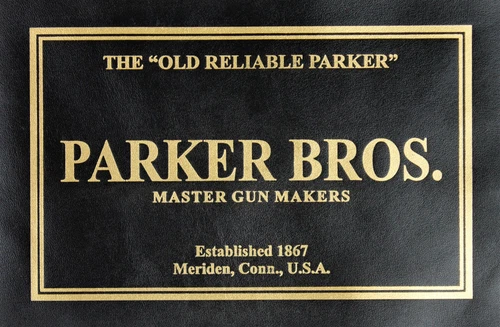 THE “OLD RELIABLE PARKER”
PARKER BROS.
MASTER GUN MAKERS
Established 1867
Meriden, Conn., U.S.A.